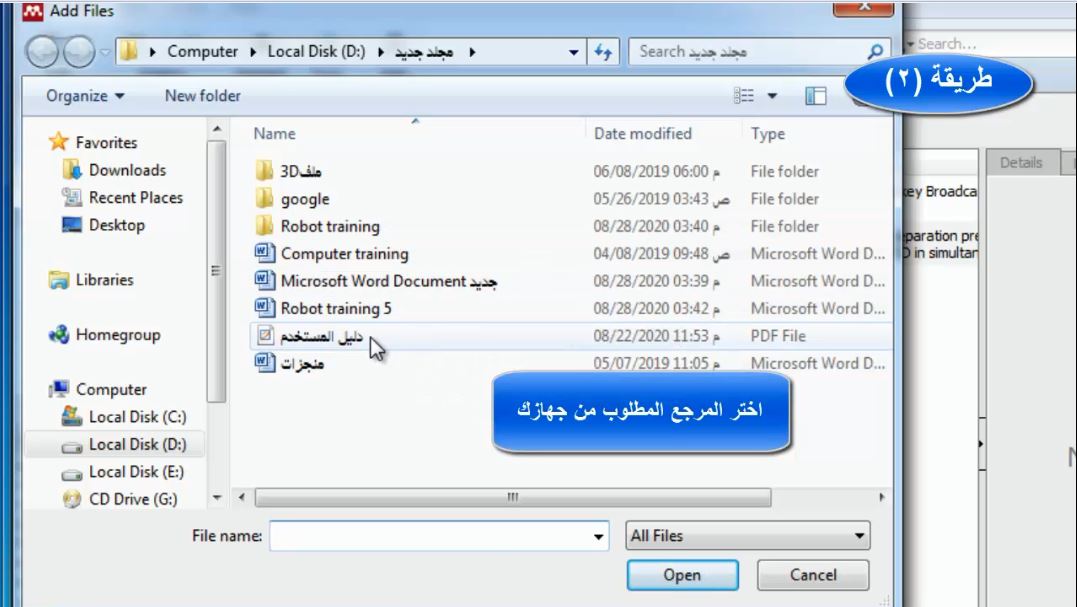 Add Files
Computer Local Disk (D:) مجلد جديد
Search مجلد جديد
Search...
طريقة (٢)
Organize New folder
Details
Name Date modified Type
Favorites
Downloads
Recent Places
Desktop
Libraries
Homegroup
Computer
Local Disk (C:)
Local Disk (D:)
Local Disk (E:)
CD Drive (G:)
ملف3D 06/08/2019 06:00 م File folder
google 05/26/2019 03:43 ص File folder
Robot training 08/28/2020 03:40 م File folder
Computer training 04/08/2019 09:48 ص Microsoft Word D...
Microsoft Word Document جديد 08/28/2020 03:39 م Microsoft Word D...
Robot training 5 08/28/2020 03:42 م Microsoft Word D...
دليل المستخدم 08/22/2020 11:53 م PDF File
منجزات 05/07/2019 11:05 م Microsoft Word D...
اختر المرجع المطلوب من جهازك
File name: All Files
Open Cancel